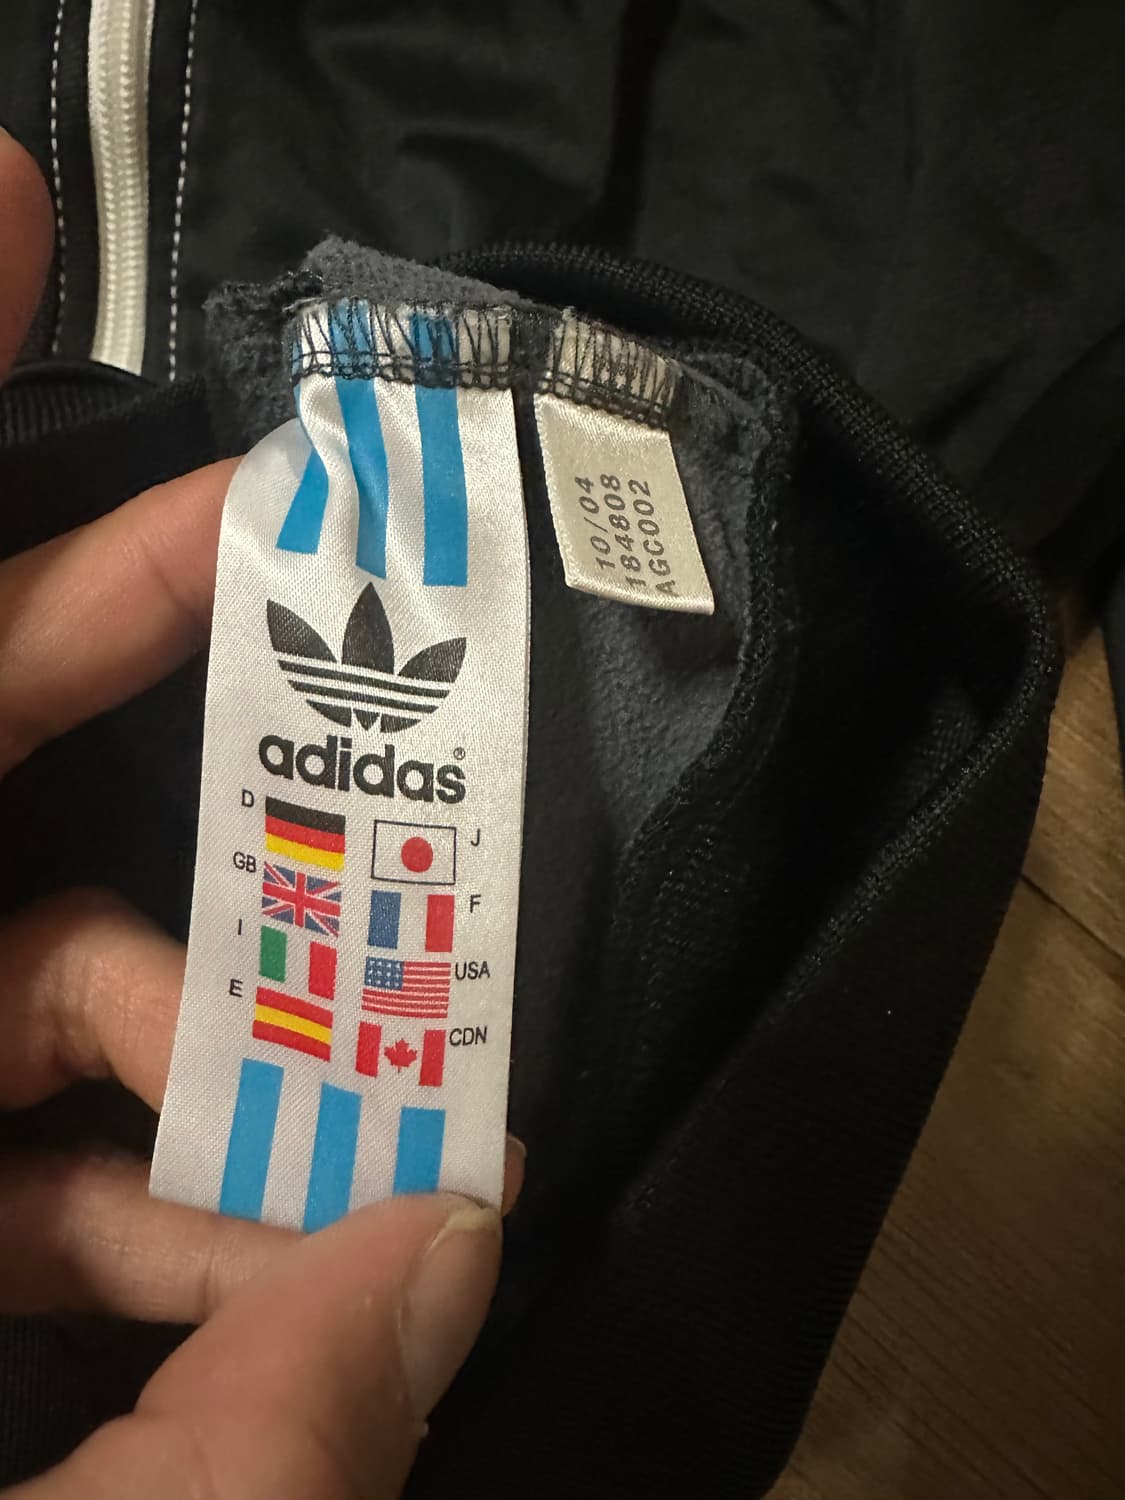 10/04
184808
AGC002
adidas®
D
J
GB
F
I
USA
E
CDN